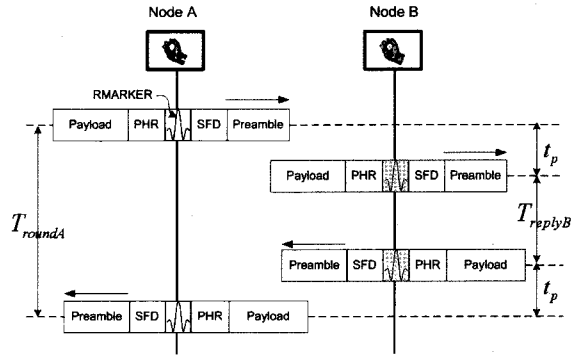 Node A
Node B
RMARKER
Payload PHR SFD Preamble
t_p
Payload PHR SFD Preamble
T_roundA
T_replyB
Preamble SFD PHR Payload
t_p
Preamble SFD PHR Payload